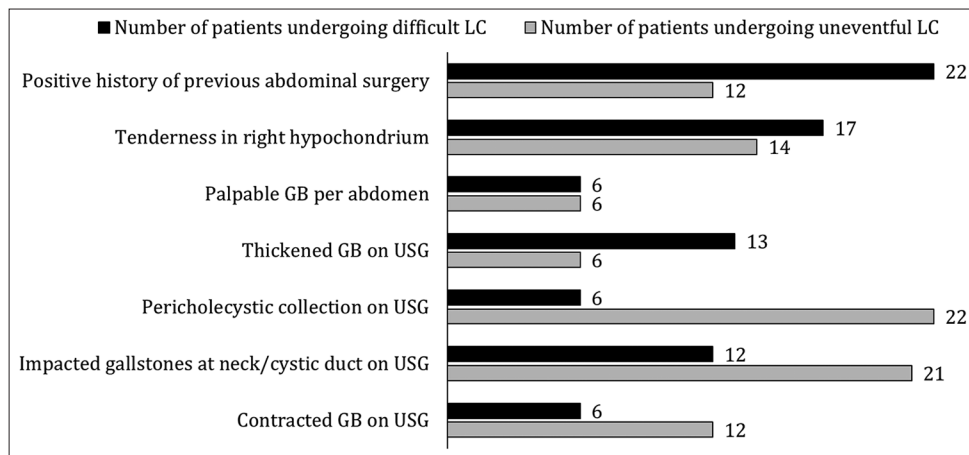 Number of patients undergoing difficult LC Number of patients undergoing uneventful LC
Positive history of previous abdominal surgery 22
12
Tenderness in right hypochondrium 17
14
Palpable GB per abdomen 6
6
Thickened GB on USG 13
6
Pericholecystic collection on USG 6
22
Impacted gallstones at neck/cystic duct on USG 12
21
Contracted GB on USG 6
12